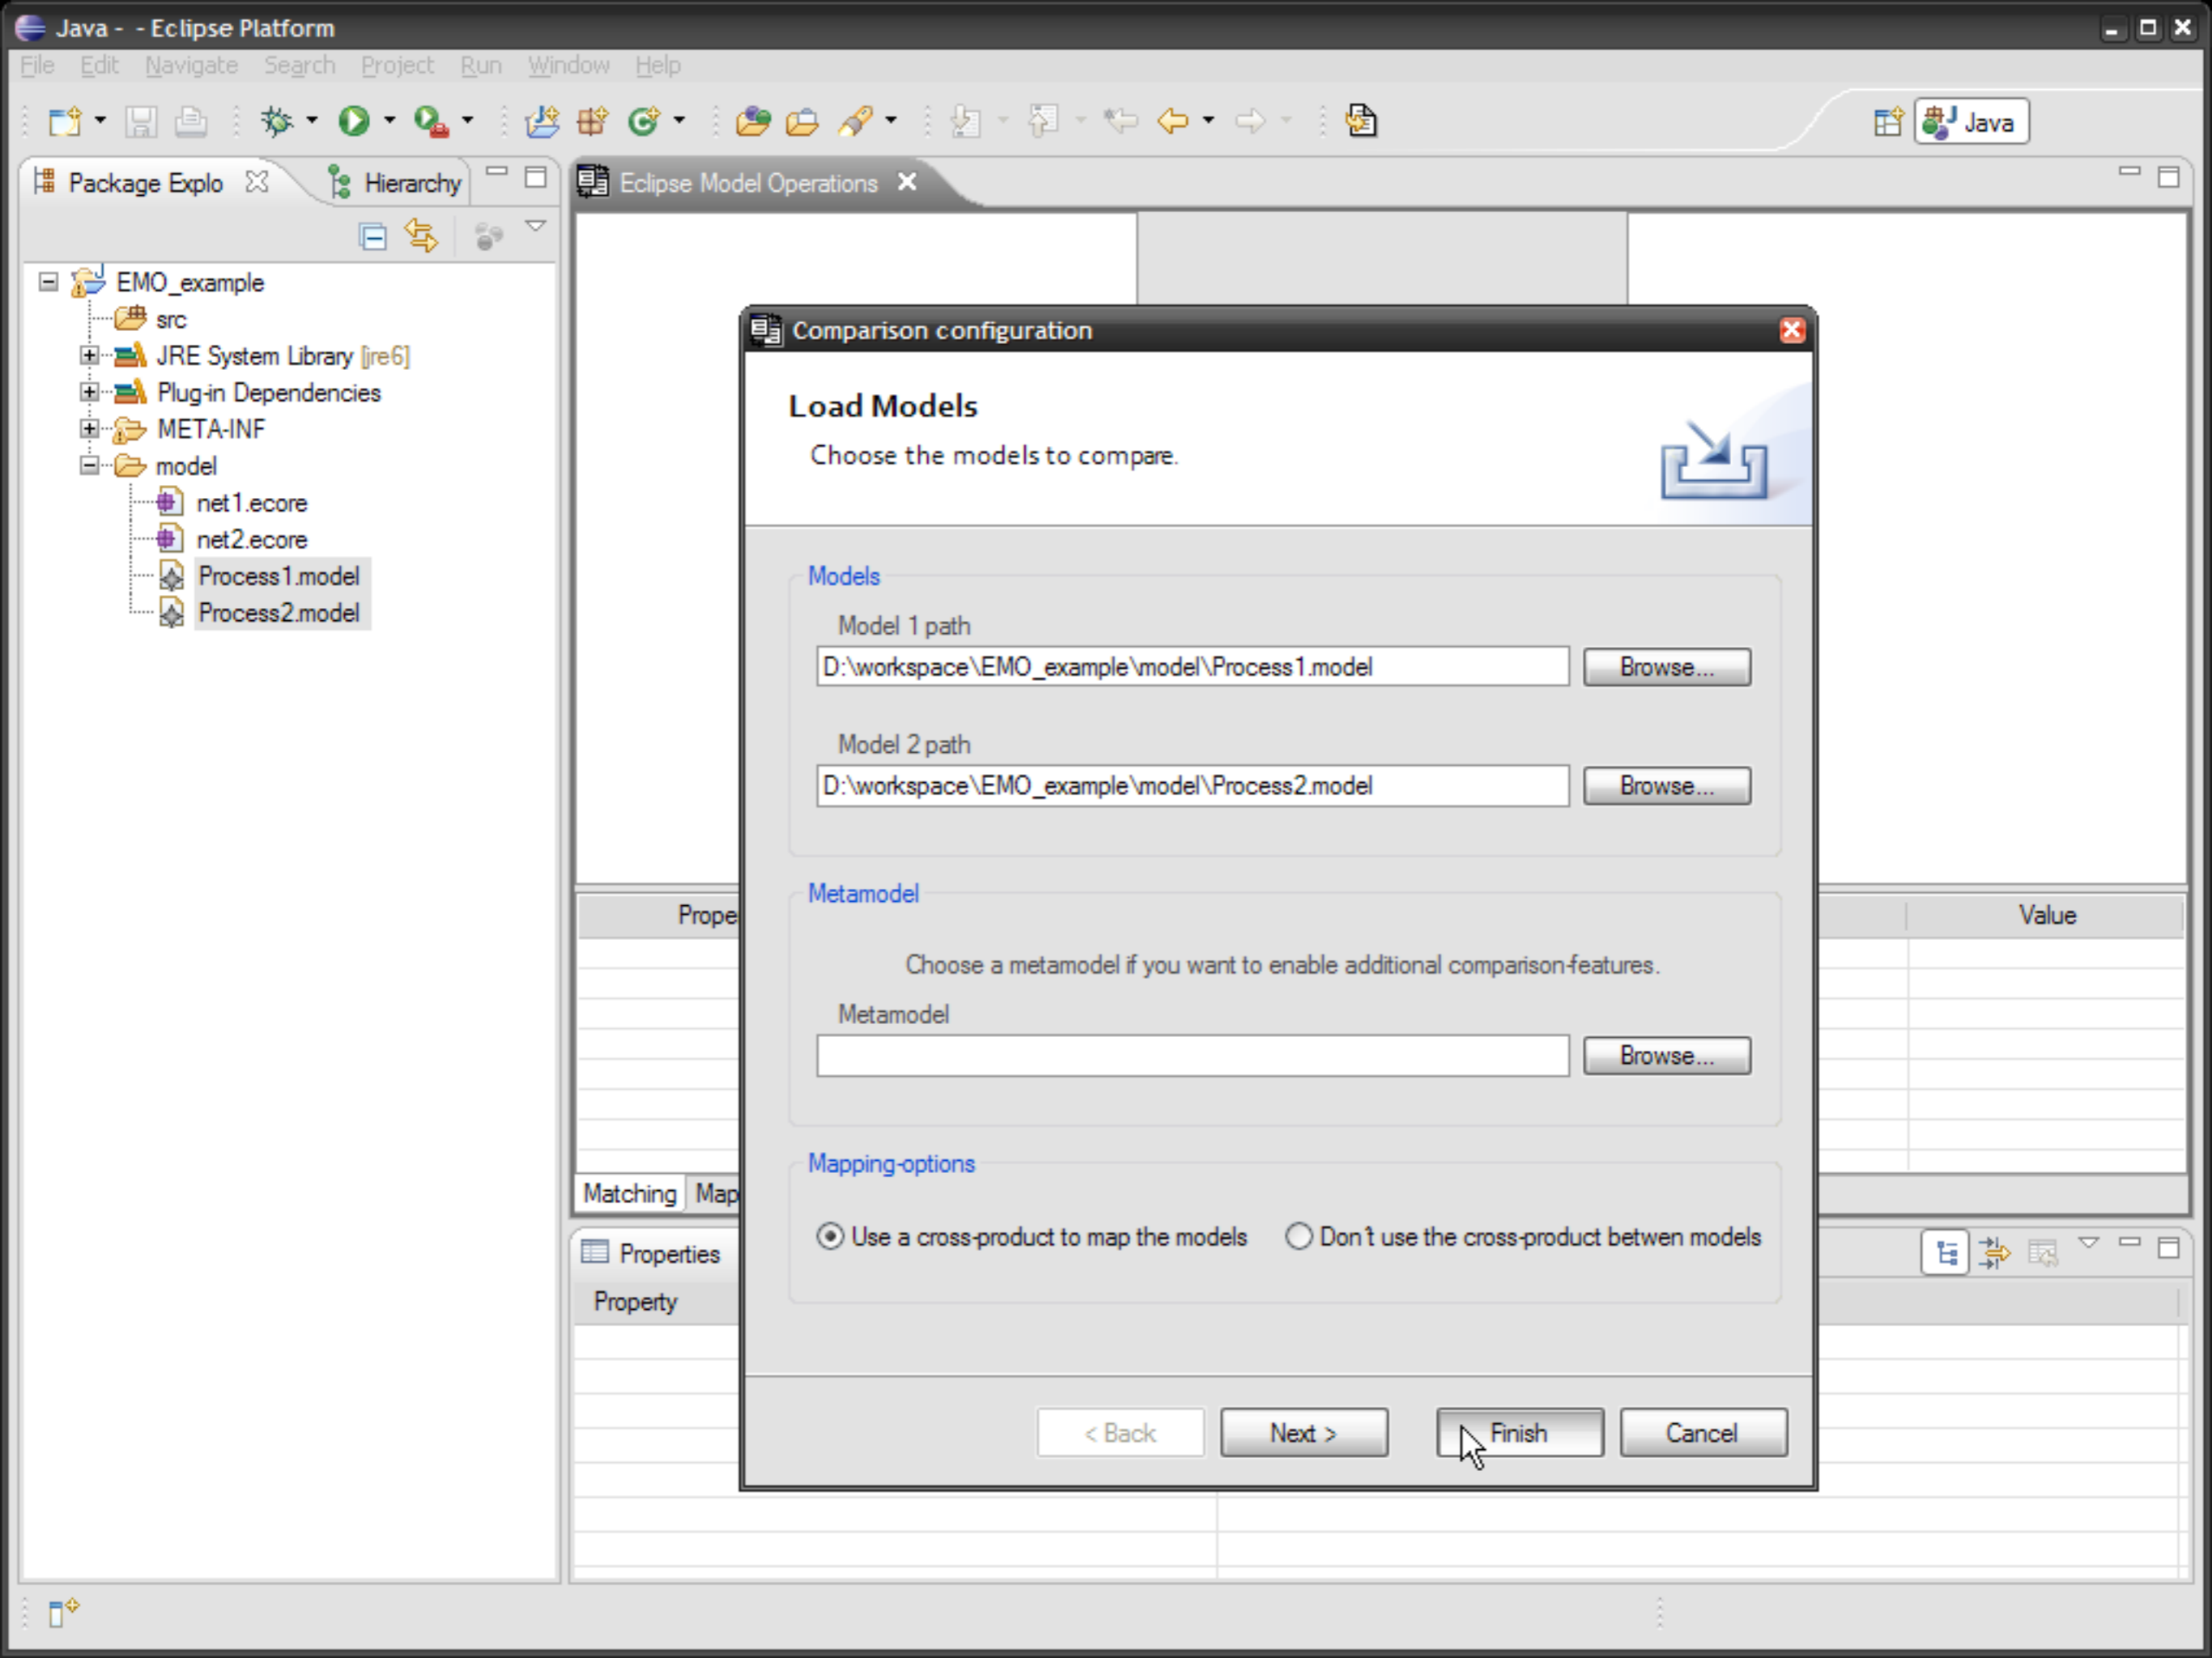 Java - - Eclipse Platform
File Edit Navigate Search Project Run Window Help
Java
Package Explo Hierarchy
Eclipse Model Operations
EMO_example
src
JRE System Library [jre6]
Plug-in Dependencies
META-INF
model
net1.ecore
net2.ecore
Process1.model
Process2.model
Comparison configuration
Load Models
Choose the models to compare.
Models
Model 1 path
D:\workspace\EMO_example\model\Process1.model Browse...
Model 2 path
D:\workspace\EMO_example\model\Process2.model Browse...
Metamodel
Choose a metamodel if you want to enable additional comparison-features.
Metamodel
Browse...
Mapping-options
Use a cross-product to map the models Don't use the cross-product betwen models
< Back Next > Finish Cancel
Prope Value
Matching Map
Properties
Property